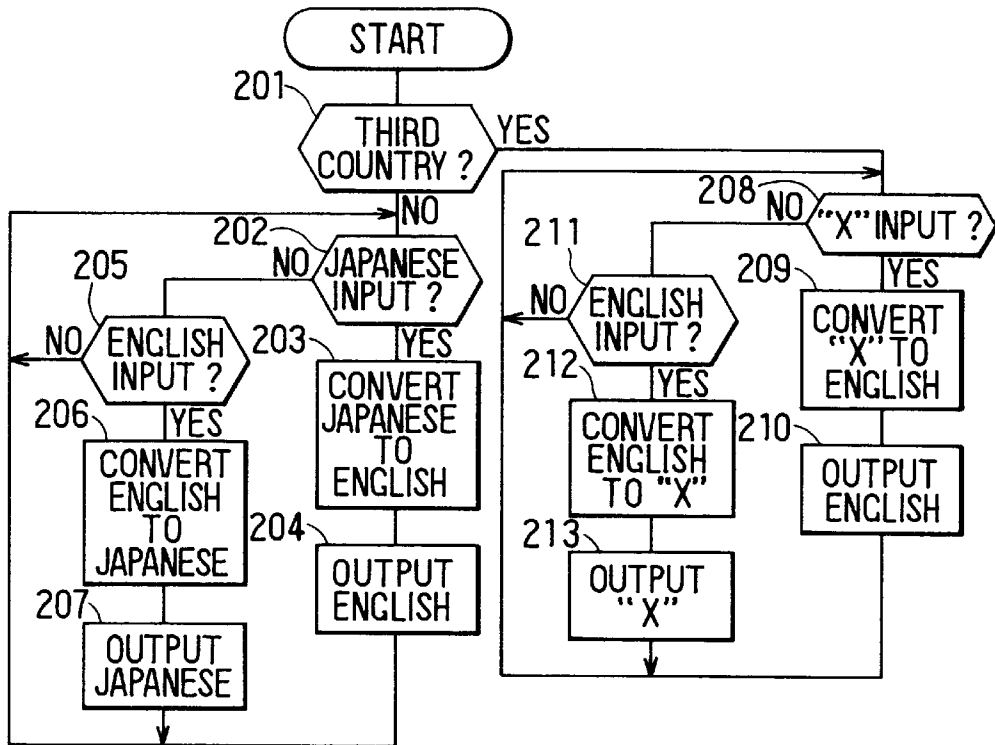 START
201
THIRD
COUNTRY ?
YES
NO
202
JAPANESE
INPUT ?
NO
YES
203
CONVERT
JAPANESE
TO
ENGLISH
204
OUTPUT
ENGLISH
205
ENGLISH
INPUT ?
NO
YES
206
CONVERT
ENGLISH
TO
JAPANESE
207
OUTPUT
JAPANESE
208
"X" INPUT ?
NO
YES
209
CONVERT
"X" TO
ENGLISH
210
OUTPUT
ENGLISH
211
ENGLISH
INPUT ?
NO
YES
212
CONVERT
ENGLISH
TO "X"
213
OUTPUT
"X"